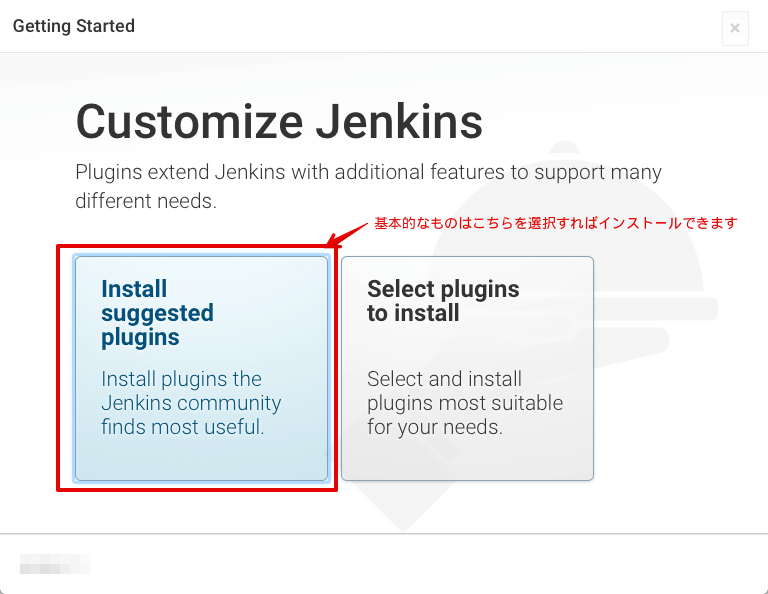 Getting Started
Customize Jenkins
Plugins extend Jenkins with additional features to support many
different needs.
基本的なものはこちらを選択すればインストールできます
Install
suggested
plugins
Install plugins the
Jenkins community
finds most useful.
Select plugins
to install
Select and install
plugins most suitable
for your needs.